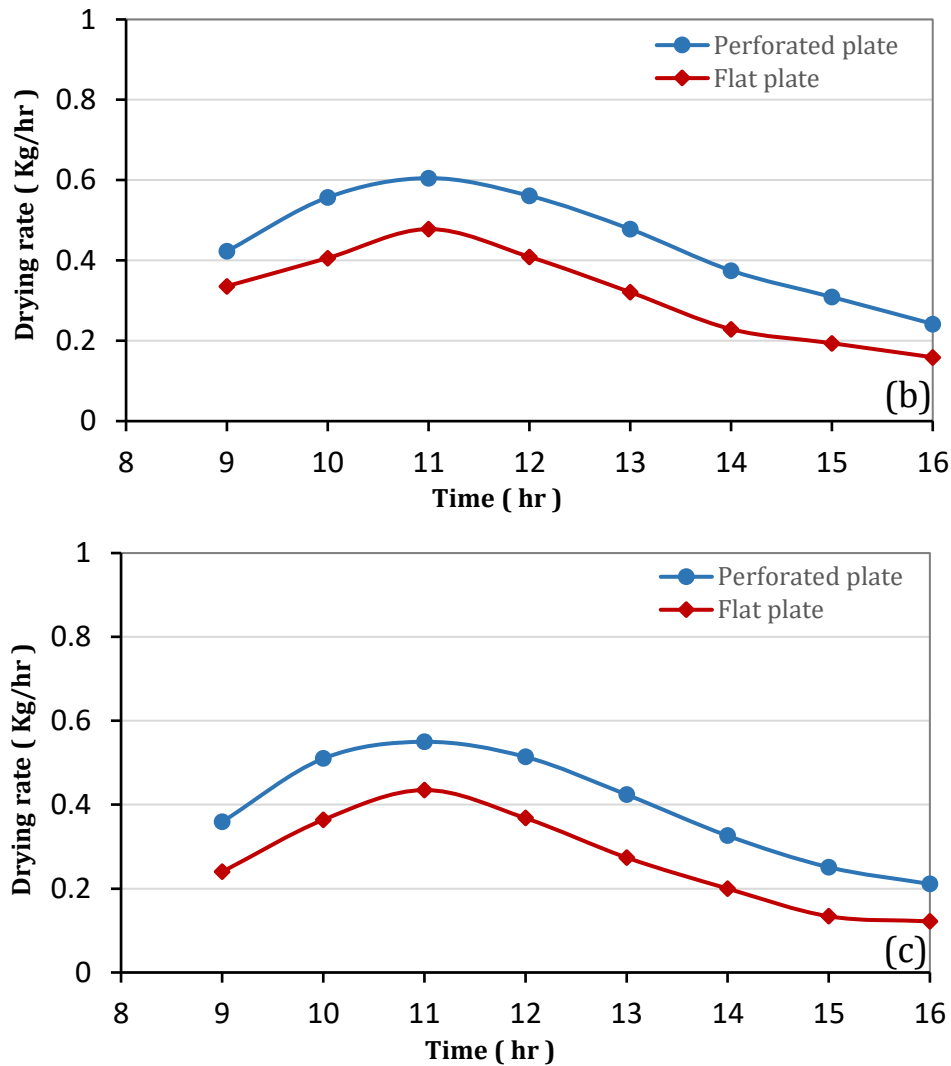 1
0.8
0.6
0.4
0.2
0
Drying rate ( Kg/hr )
Perforated plate
Flat plate
(b)
8 9 10 11 12 13 14 15 16
Time ( hr )
1
0.8
0.6
0.4
0.2
0
Drying rate ( Kg/hr )
Perforated plate
Flat plate
(c)
8 9 10 11 12 13 14 15 16
Time ( hr )